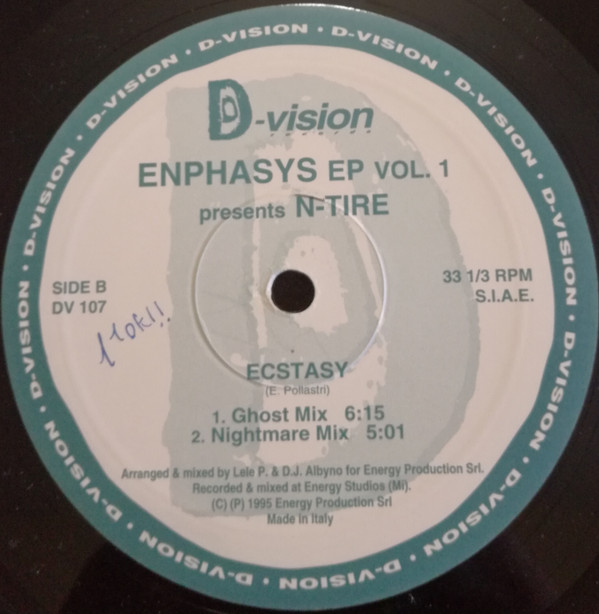 D-VISION • D-VISION • D-VISION • D-VISION • D-VISION • D-VISION • D-VISION • D-VISION • D-VISION • D-VISION • D-VISION • D-VISION • D-VISION •
D-vision
records
ENPHASYS EP VOL. 1
presents N-TIRE
SIDE B
DV 107
33 1/3 RPM
S.I.A.E.
ECSTASY
(E. Pollastri)
1. Ghost Mix 6:15
2. Nightmare Mix 5:01
Arranged & mixed by Lele P. & D.J. Albyno for Energy Production Srl.
Recorded & mixed at Energy Studios (Mi).
(C) (P) 1995 Energy Production Srl
Made in Italy